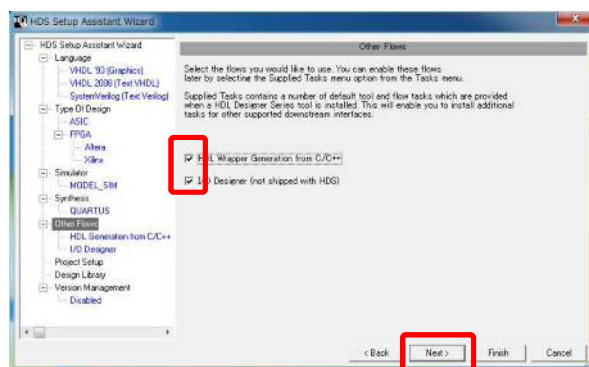 HDS Setup Assistant Wizard
HDS Setup Assistant Wizard
Language
VHDL '93 (Graphics)
VHDL 2008 (Text VHDL)
SystemVerilog (Text Verilog)
Type Of Design
ASIC
FPGA
Altera
Xilinx
Simulator
MODEL_SIM
Synthesis
QUARTUS
Other Flows
HDL Generation from C/C++
I/O Designer
Project Setup
Design Library
Version Management
Disabled
Other Flows
Select the flows you would like to use. You can enable these flows
later by selecting the Supplied Tasks menu option from the Tasks menu.
Supplied Tasks contains a number of default tool and flow tasks which are provided
when a HDL Designer Series tool is installed. This will enable you to install additional
tasks for other supported downstream interfaces.
HDL Wrapper Generation from C/C++
I/O Designer (not shipped with HDS)
< Back
Next >
Finish
Cancel